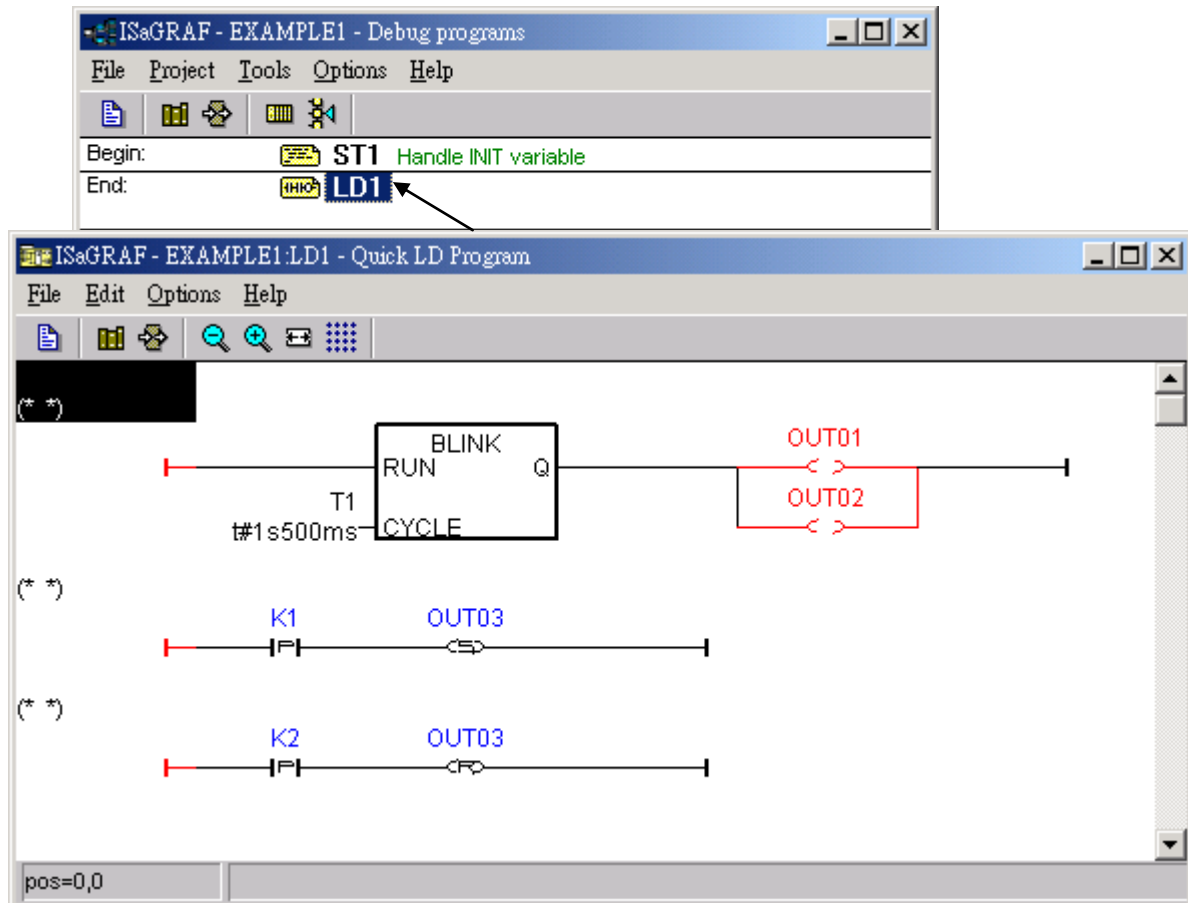 ISaGRAF - EXAMPLE1 - Debug programs
File Project Tools Options Help
Begin: ST1 Handle INIT variable
End: LD1
ISaGRAF - EXAMPLE1:LD1 - Quick LD Program
File Edit Options Help
(* *)
BLINK
RUN Q
T1
t#1s500ms CYCLE
OUT01
OUT02
(* *)
K1 OUT03
P S
(* *)
K2 OUT03
P R
pos=0,0